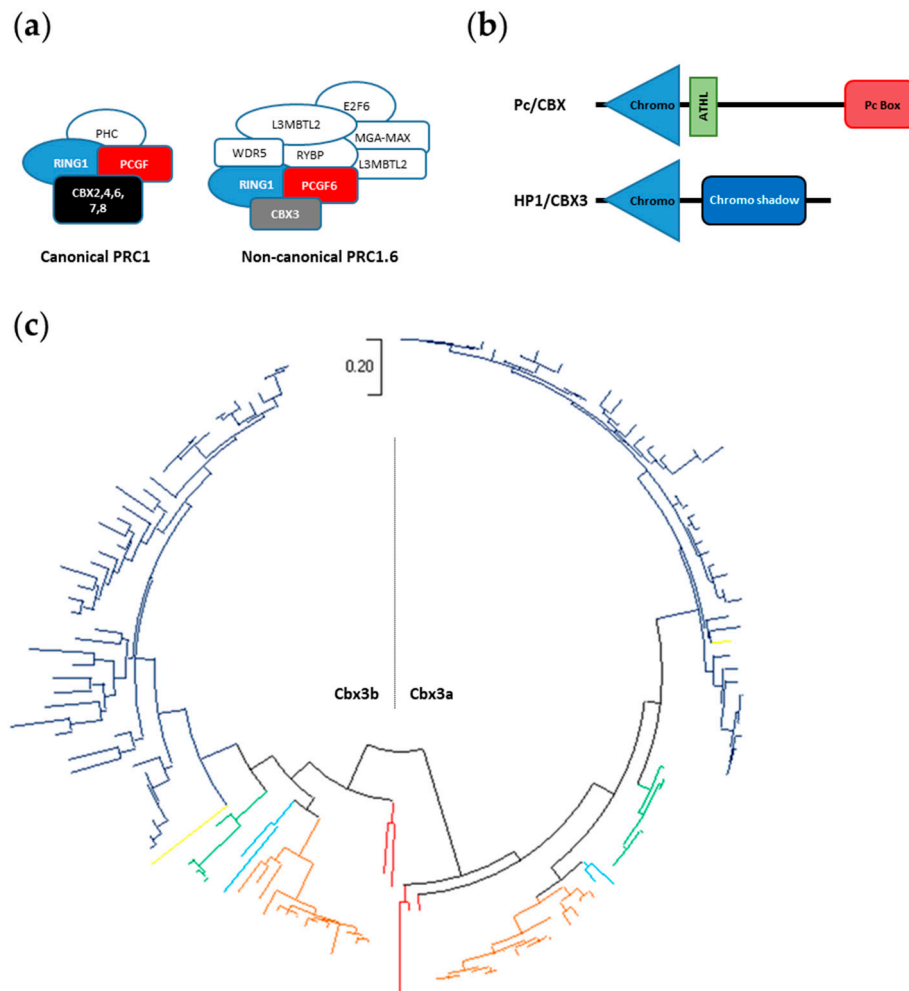 (a)
PHC
RING1
PCGF
CBX2,4,6,
7,8
Canonical PRC1
E2F6
L3MBTL2
MGA-MAX
WDR5
RYBP
L3MBTL2
RING1
PCGF6
CBX3
Non-canonical PRC1.6
(b)
Pc/CBX
Chromo
ATHL
Pc Box
HP1/CBX3
Chromo
Chromo shadow
(c)
0.20
Cbx3b
Cbx3a